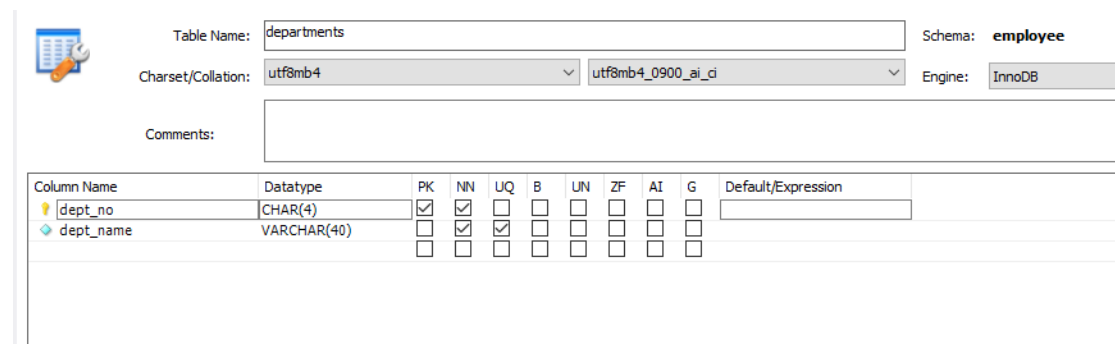 Table Name: departments Schema: employee
Charset/Collation: utf8mb4 utf8mb4_0900_ai_ci Engine: InnoDB
Comments:
Column Name Datatype PK NN UQ B UN ZF AI G Default/Expression
dept_no CHAR(4)
dept_name VARCHAR(40)